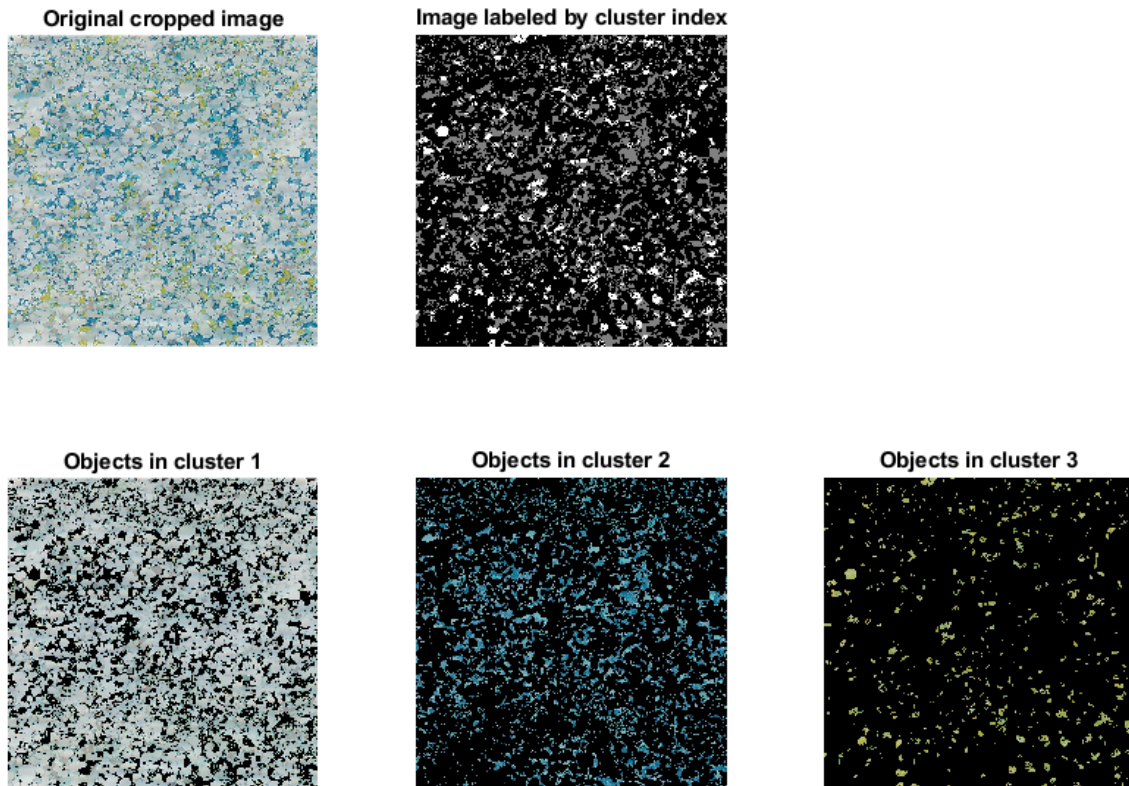 Original cropped image
Image labeled by cluster index
Objects in cluster 1
Objects in cluster 2
Objects in cluster 3